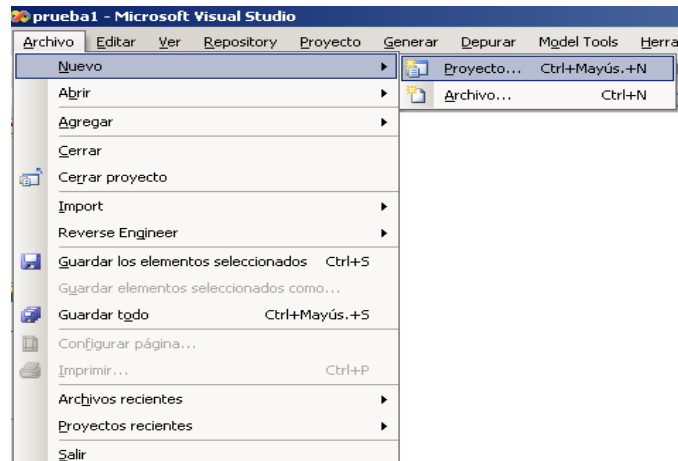 prueba1 - Microsoft Visual Studio
Archivo Editar Ver Repository Proyecto Generar Depurar Model Tools Herra
Nuevo
Proyecto... Ctrl+Mayús.+N
Abrir
Archivo... Ctrl+N
Agregar
Cerrar
Cerrar proyecto
Import
Reverse Engineer
Guardar los elementos seleccionados Ctrl+S
Guardar elementos seleccionados como...
Guardar todo Ctrl+Mayús.+S
Configurar página...
Imprimir... Ctrl+P
Archivos recientes
Proyectos recientes
Salir